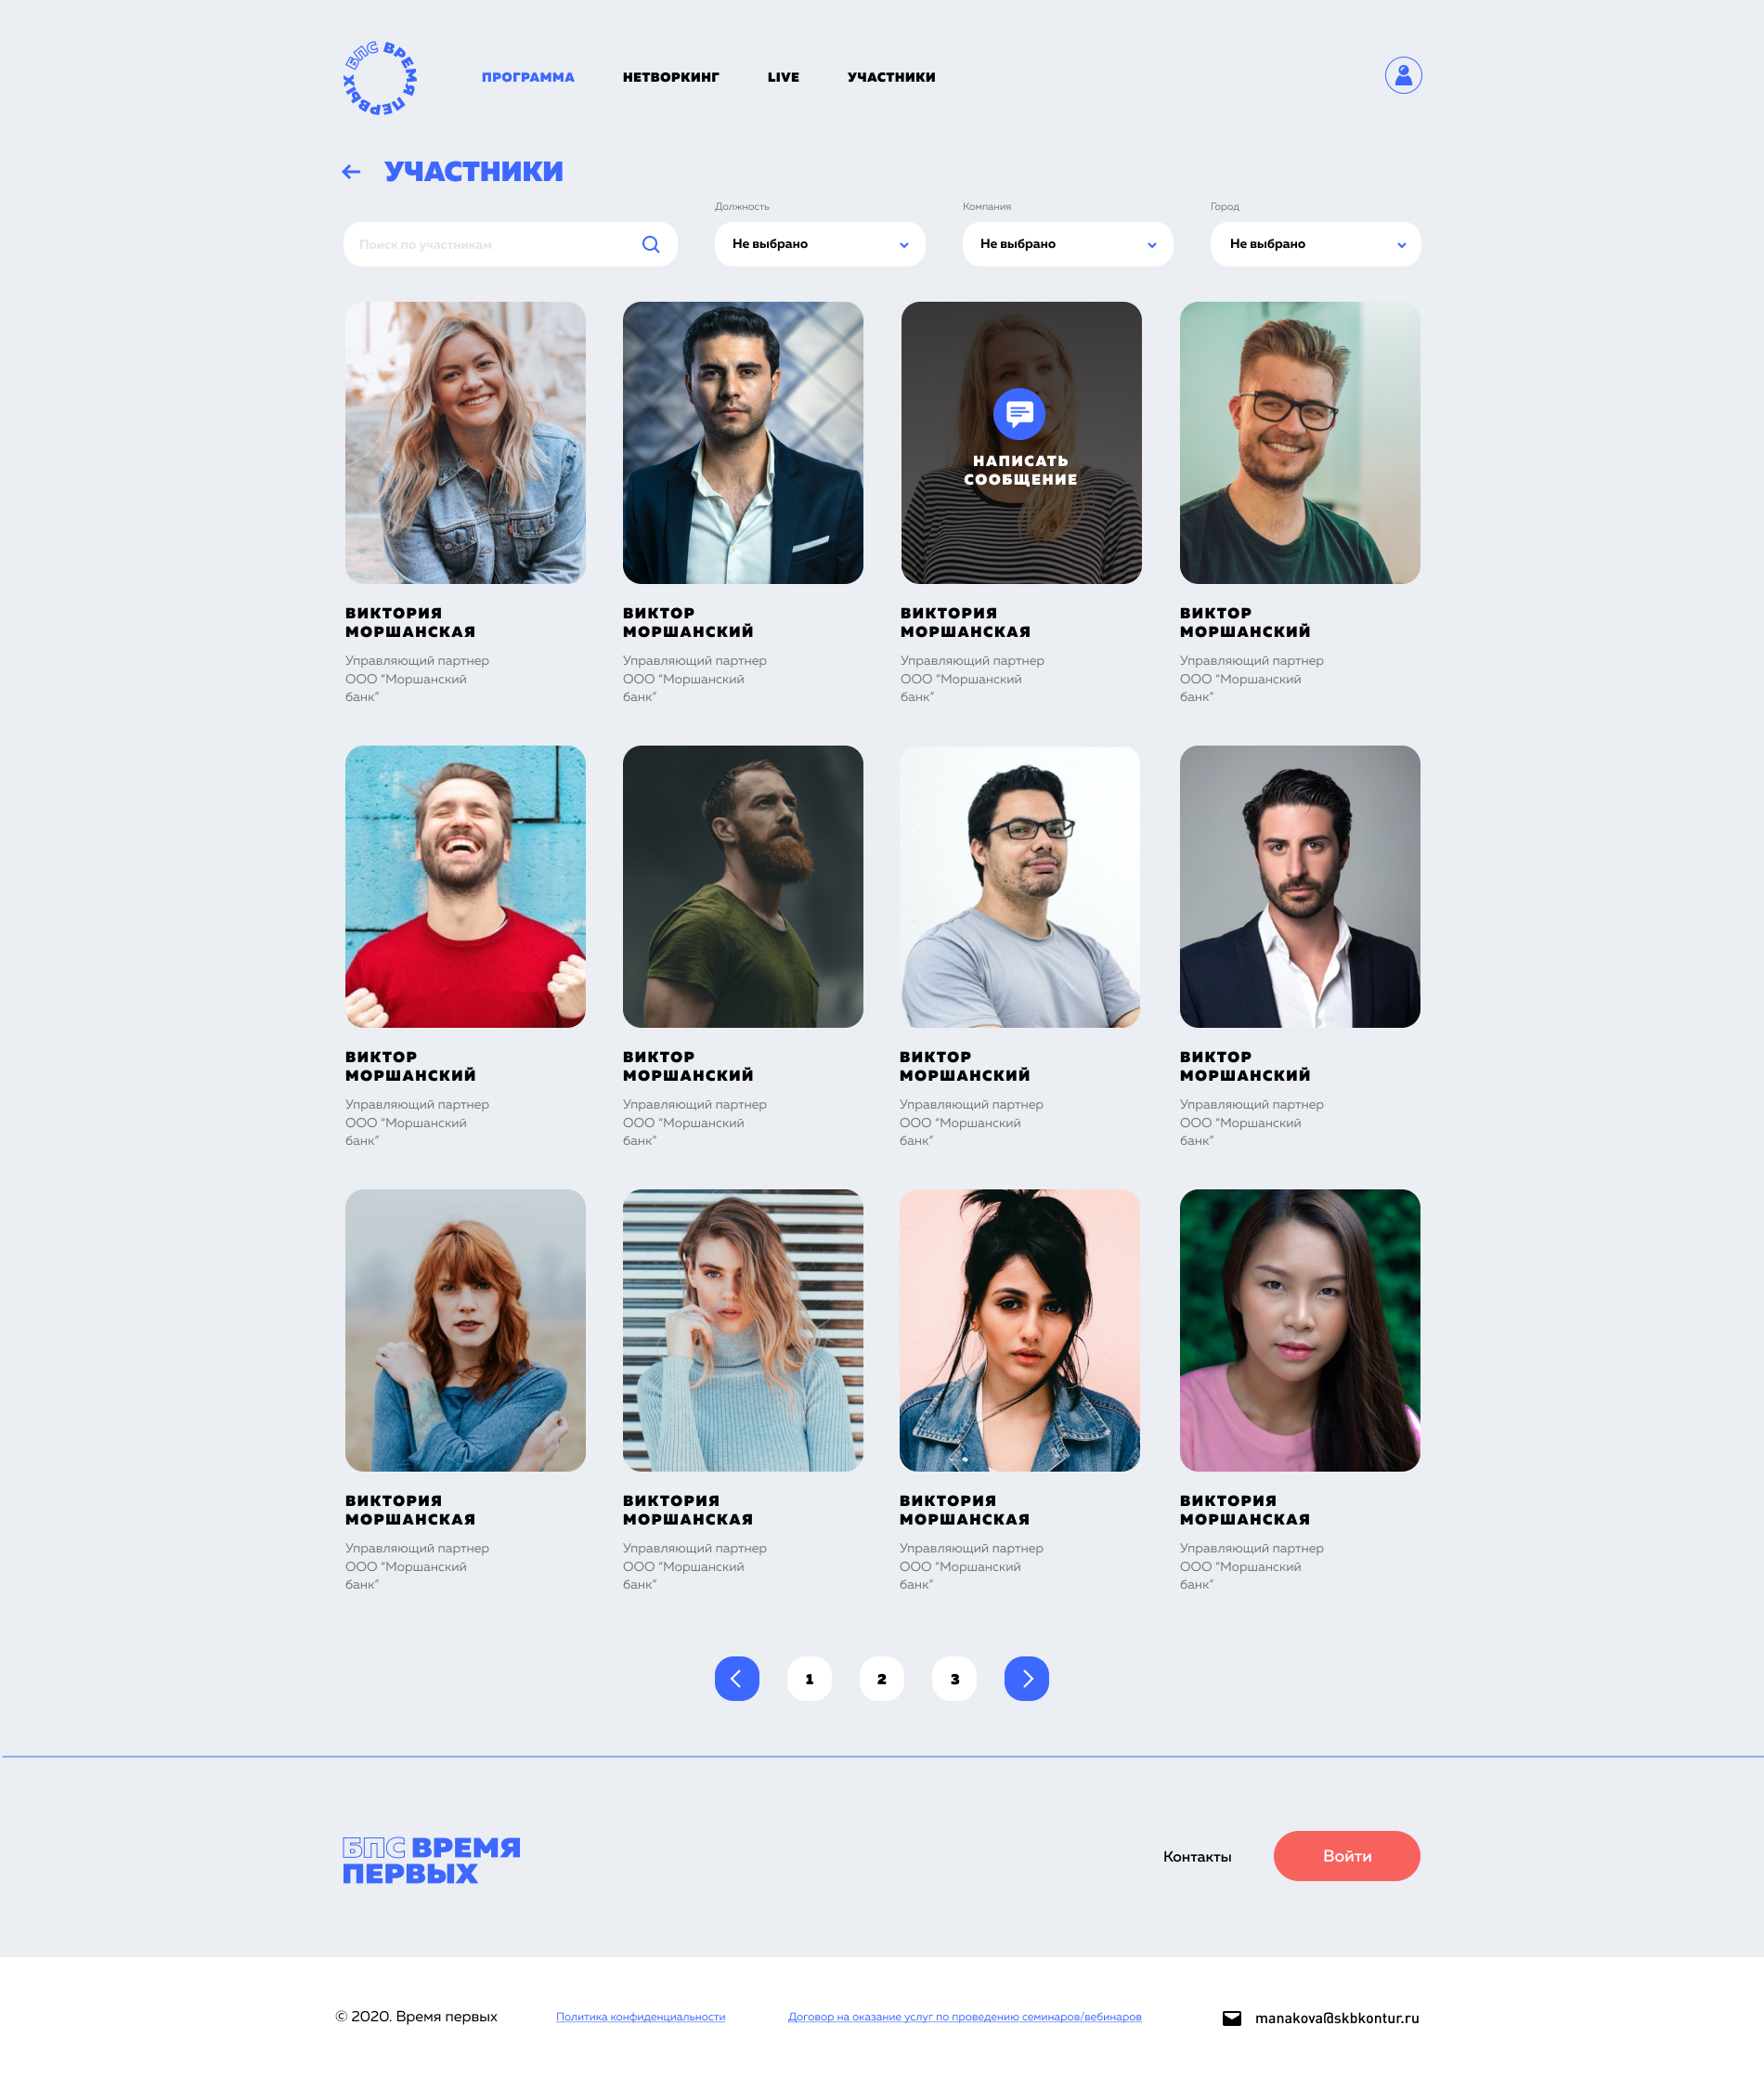 БПС ВРЕМЯ ПЕРВЫХ
ПРОГРАММА НЕТВОРКИНГ LIVE УЧАСТНИКИ
УЧАСТНИКИ
Должность Компания Город
Поиск по участникам Не выбрано Не выбрано Не выбрано
НАПИСАТЬ
СООБЩЕНИЕ
ВИКТОРИЯ ВИКТОР ВИКТОРИЯ ВИКТОР
МОРШАНСКАЯ МОРШАНСКИЙ МОРШАНСКАЯ МОРШАНСКИЙ
Управляющий партнер Управляющий партнер Управляющий партнер Управляющий партнер
ООО “Моршанский ООО “Моршанский ООО “Моршанский ООО “Моршанский
банк” банк” банк” банк”
ВИКТОР ВИКТОР ВИКТОР ВИКТОР
МОРШАНСКИЙ МОРШАНСКИЙ МОРШАНСКИЙ МОРШАНСКИЙ
Управляющий партнер Управляющий партнер Управляющий партнер Управляющий партнер
ООО “Моршанский ООО “Моршанский ООО “Моршанский ООО “Моршанский
банк” банк” банк” банк”
ВИКТОРИЯ ВИКТОРИЯ ВИКТОРИЯ ВИКТОРИЯ
МОРШАНСКАЯ МОРШАНСКАЯ МОРШАНСКАЯ МОРШАНСКАЯ
Управляющий партнер Управляющий партнер Управляющий партнер Управляющий партнер
ООО “Моршанский ООО “Моршанский ООО “Моршанский ООО “Моршанский
банк” банк” банк” банк”
1 2 3
БПС ВРЕМЯ
ПЕРВЫХ
Контакты Войти
© 2020. Время первых Политика конфиденциальности Договор на оказание услуг по проведению семинаров/вебинаров manakova@skbkontur.ru